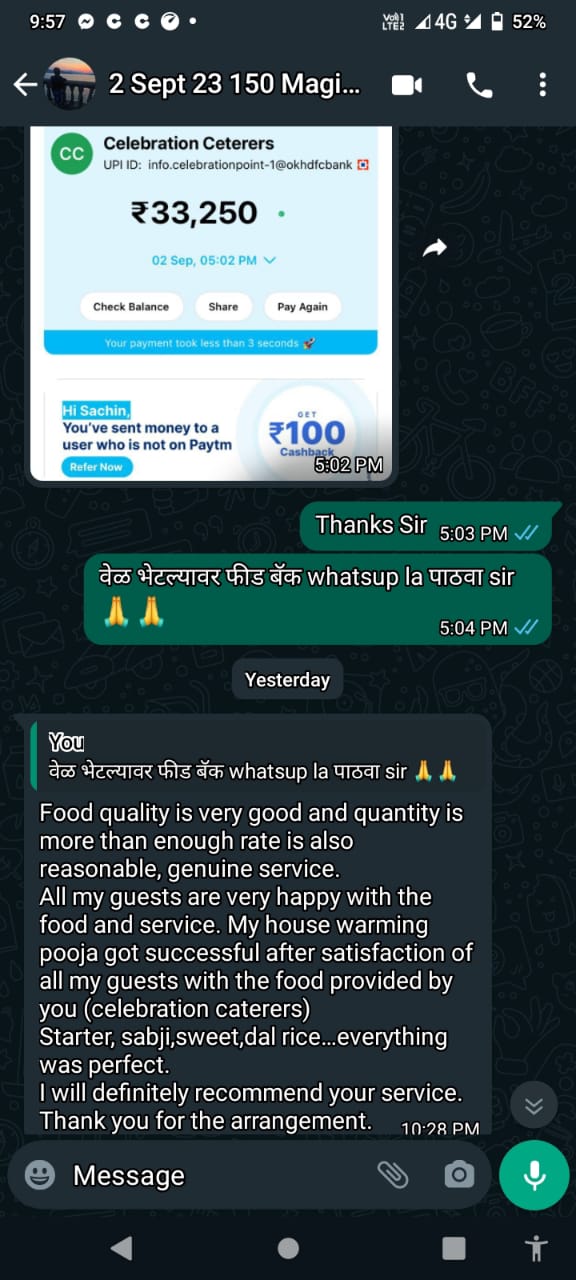 9:57
Vo)) 1
LTE2
4G
52%
2 Sept 23 150 Magi...
CC
Celebration Ceterers
UPI ID: info.celebrationpoint-1@okhdfcbank
₹33,250
02 Sep, 05:02 PM
Check Balance
Share
Pay Again
Your payment took less than 3 seconds 🚀
Hi Sachin,
You've sent money to a
user who is not on Paytm
Refer Now
GET
₹100
Cashback
5:02 PM
Thanks Sir 5:03 PM
वेळ भेटल्यावर फीड बॅक whatsup la पाठवा sir
🙏 🙏
5:04 PM
Yesterday
You
वेळ भेटल्यावर फीड बॅक whatsup la पाठवा sir 🙏 🙏
Food quality is very good and quantity is
more than enough rate is also
reasonable, genuine service.
All my guests are very happy with the
food and service. My house warming
pooja got successful after satisfaction of
all my guests with the food provided by
you (celebration caterers)
Starter, sabji,sweet,dal rice...everything
was perfect.
I will definitely recommend your service.
Thank you for the arrangement. 10:28 PM
Message